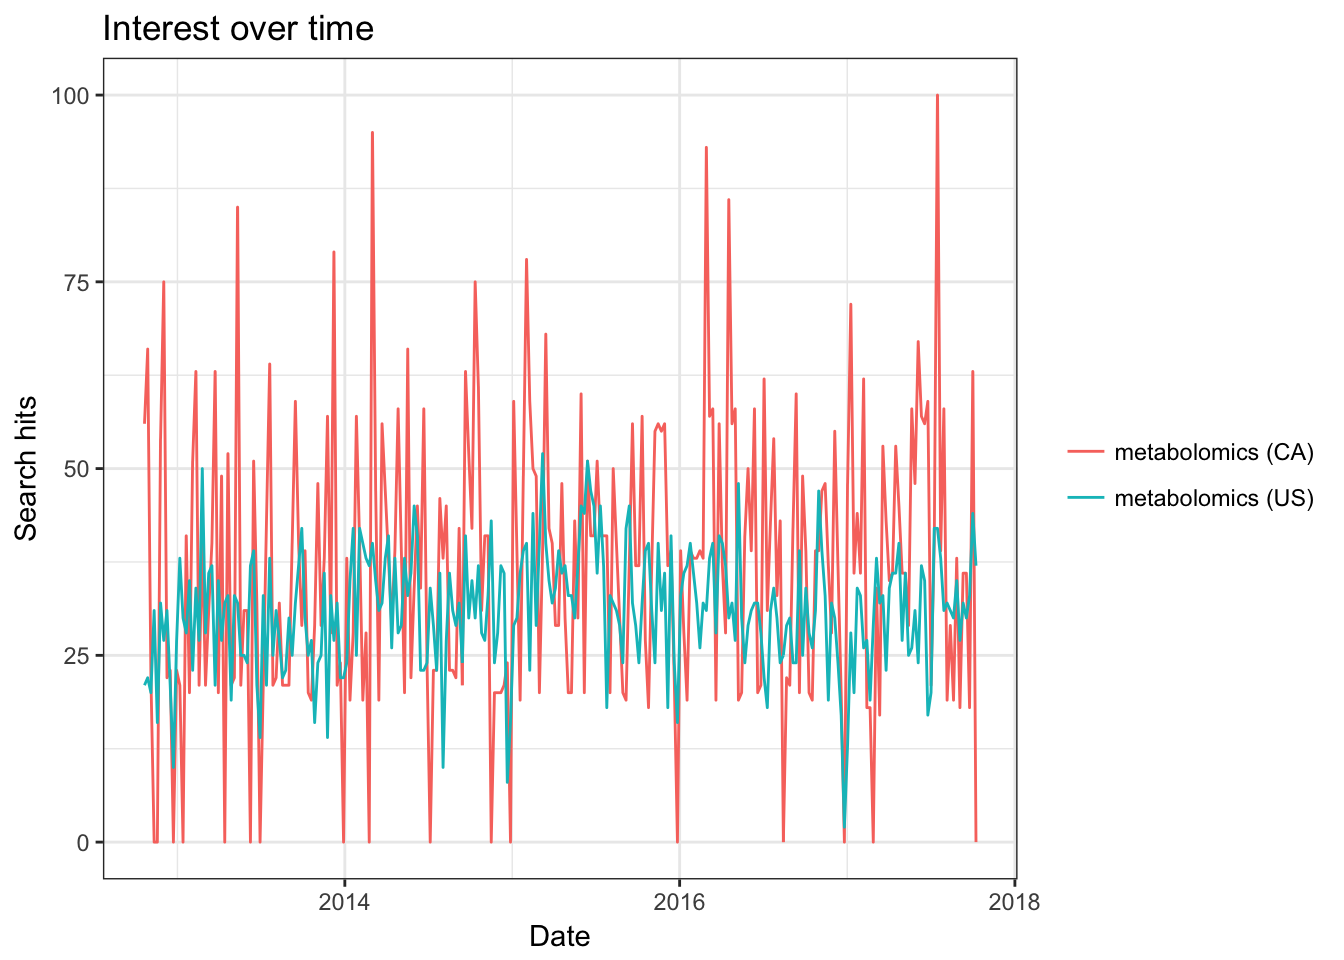 Interest over time
100
75
50
25
0
Search hits
2014
2016
2018
Date
metabolomics (CA)
metabolomics (US)